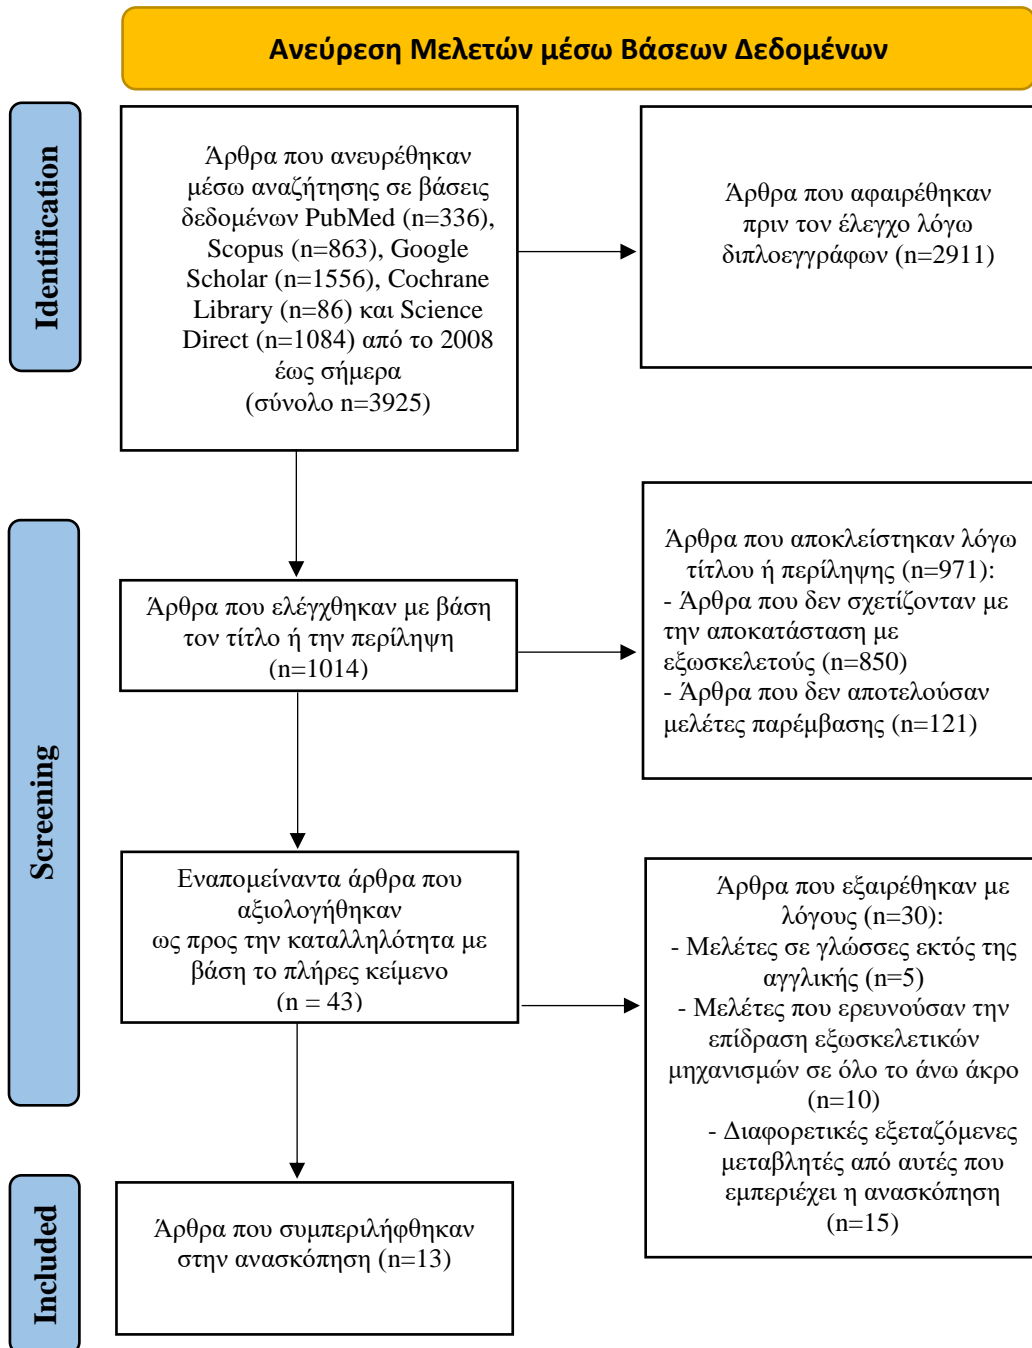 Ανεύρεση Μελετών μέσω Βάσεων Δεδομένων
Identification
Άρθρα που ανευρέθηκαν
μέσω αναζήτησης σε βάσεις
δεδομένων PubMed (n=336),
Scopus (n=863), Google
Scholar (n=1556), Cochrane
Library (n=86) και Science
Direct (n=1084) από το 2008
έως σήμερα
(σύνολο n=3925)
Άρθρα που αφαιρέθηκαν
πριν τον έλεγχο λόγω
διπλοεγγράφων (n=2911)
Screening
Άρθρα που ελέγχθηκαν με βάση
τον τίτλο ή την περίληψη
(n=1014)
Άρθρα που αποκλείστηκαν λόγω
τίτλου ή περίληψης (n=971):
- Άρθρα που δεν σχετίζονταν με
την αποκατάσταση με
εξωσκελετούς (n=850)
- Άρθρα που δεν αποτελούσαν
μελέτες παρέμβασης (n=121)
Εναπομείναντα άρθρα που
αξιολογήθηκαν
ως προς την καταλληλότητα με
βάση το πλήρες κείμενο
(n = 43)
Άρθρα που εξαιρέθηκαν με
λόγους (n=30):
- Μελέτες σε γλώσσες εκτός της
αγγλικής (n=5)
- Μελέτες που ερευνούσαν την
επίδραση εξωσκελετικών
μηχανισμών σε όλο το άνω άκρο
(n=10)
- Διαφορετικές εξεταζόμενες
μεταβλητές από αυτές που
εμπεριέχει η ανασκόπηση
(n=15)
Included
Άρθρα που συμπεριλήφθηκαν
στην ανασκόπηση (n=13)